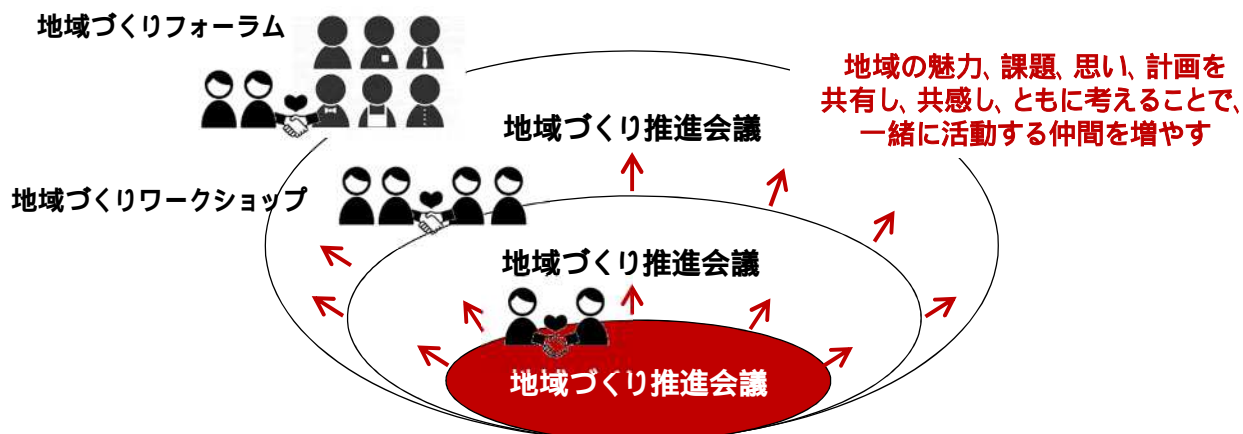 地域づくりフォーラム
地域の魅力、課題、思い、計画を
共有し、共感し、ともに考えることで、
一緒に活動する仲間を増やす
地域づくり推進会議
地域づくりワークショップ
地域づくり推進会議
地域づくり推進会議